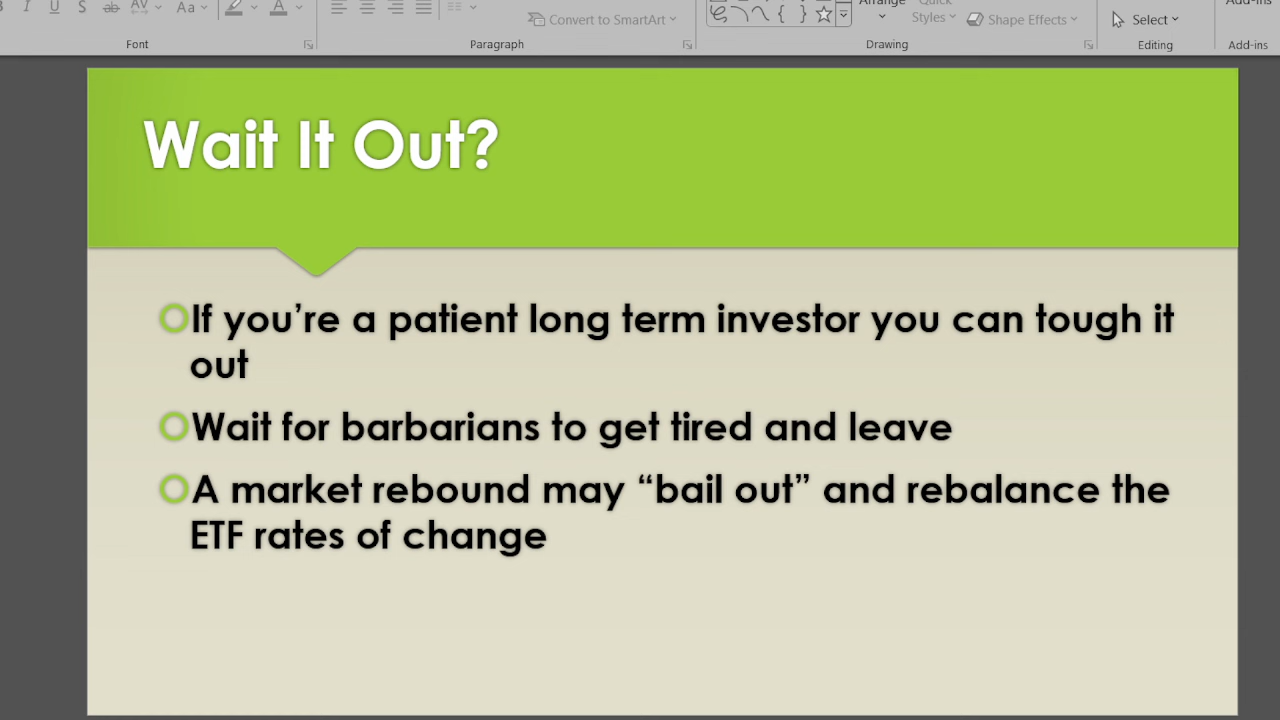 Aa
Convert to SmartArt
Styles
Shape Effects
Select
Font
Paragraph
Drawing
Editing
Add-ins
Wait It Out?
If you’re a patient long term investor you can tough it
out
Wait for barbarians to get tired and leave
A market rebound may “bail out” and rebalance the
ETF rates of change